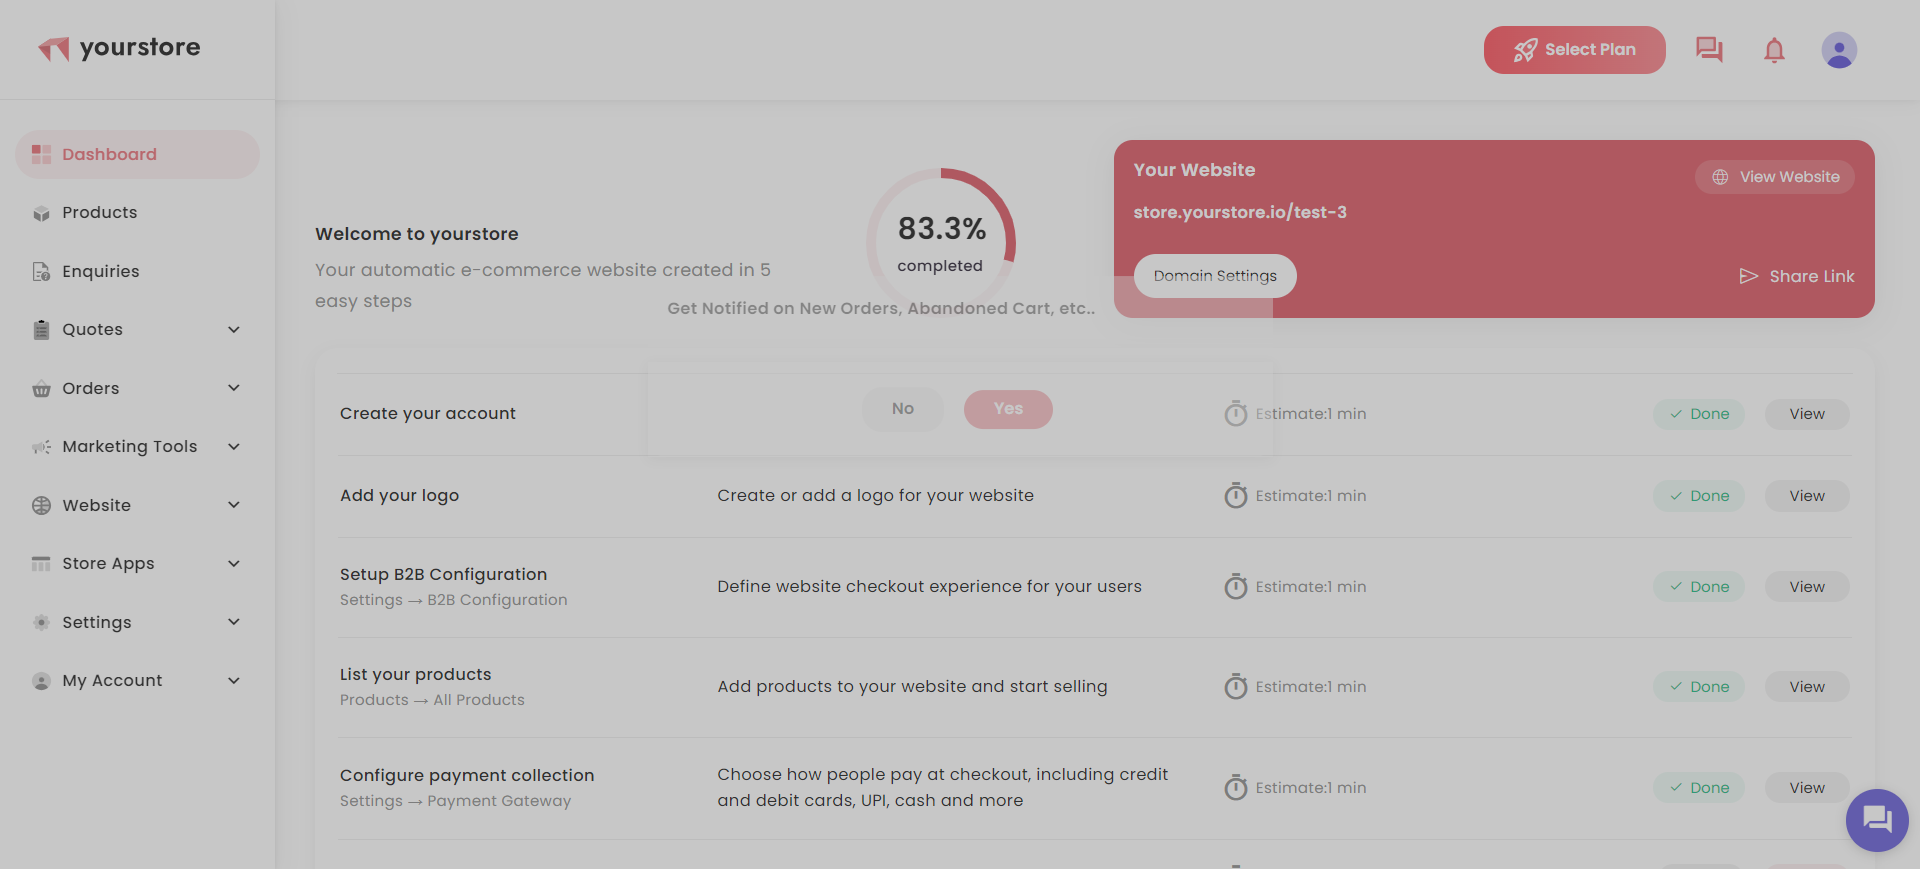 yourstore
Select Plan
Dashboard
Products
Enquiries
Quotes
Orders
Marketing Tools
Website
Store Apps
Settings
My Account
Welcome to yourstore
Your automatic e-commerce website created in 5
easy steps
83.3%
completed
Your Website
View Website
store.yourstore.io/test-3
Domain Settings
Share Link
Get Notified on New Orders, Abandoned Cart, etc..
No
Yes
Create your account
Estimate:1 min
Done
View
Add your logo
Create or add a logo for your website
Estimate:1 min
Done
View
Setup B2B Configuration
Settings → B2B Configuration
Define website checkout experience for your users
Estimate:1 min
Done
View
List your products
Products → All Products
Add products to your website and start selling
Estimate:1 min
Done
View
Configure payment collection
Settings → Payment Gateway
Choose how people pay at checkout, including credit
and debit cards, UPI, cash and more
Estimate:1 min
Done
View